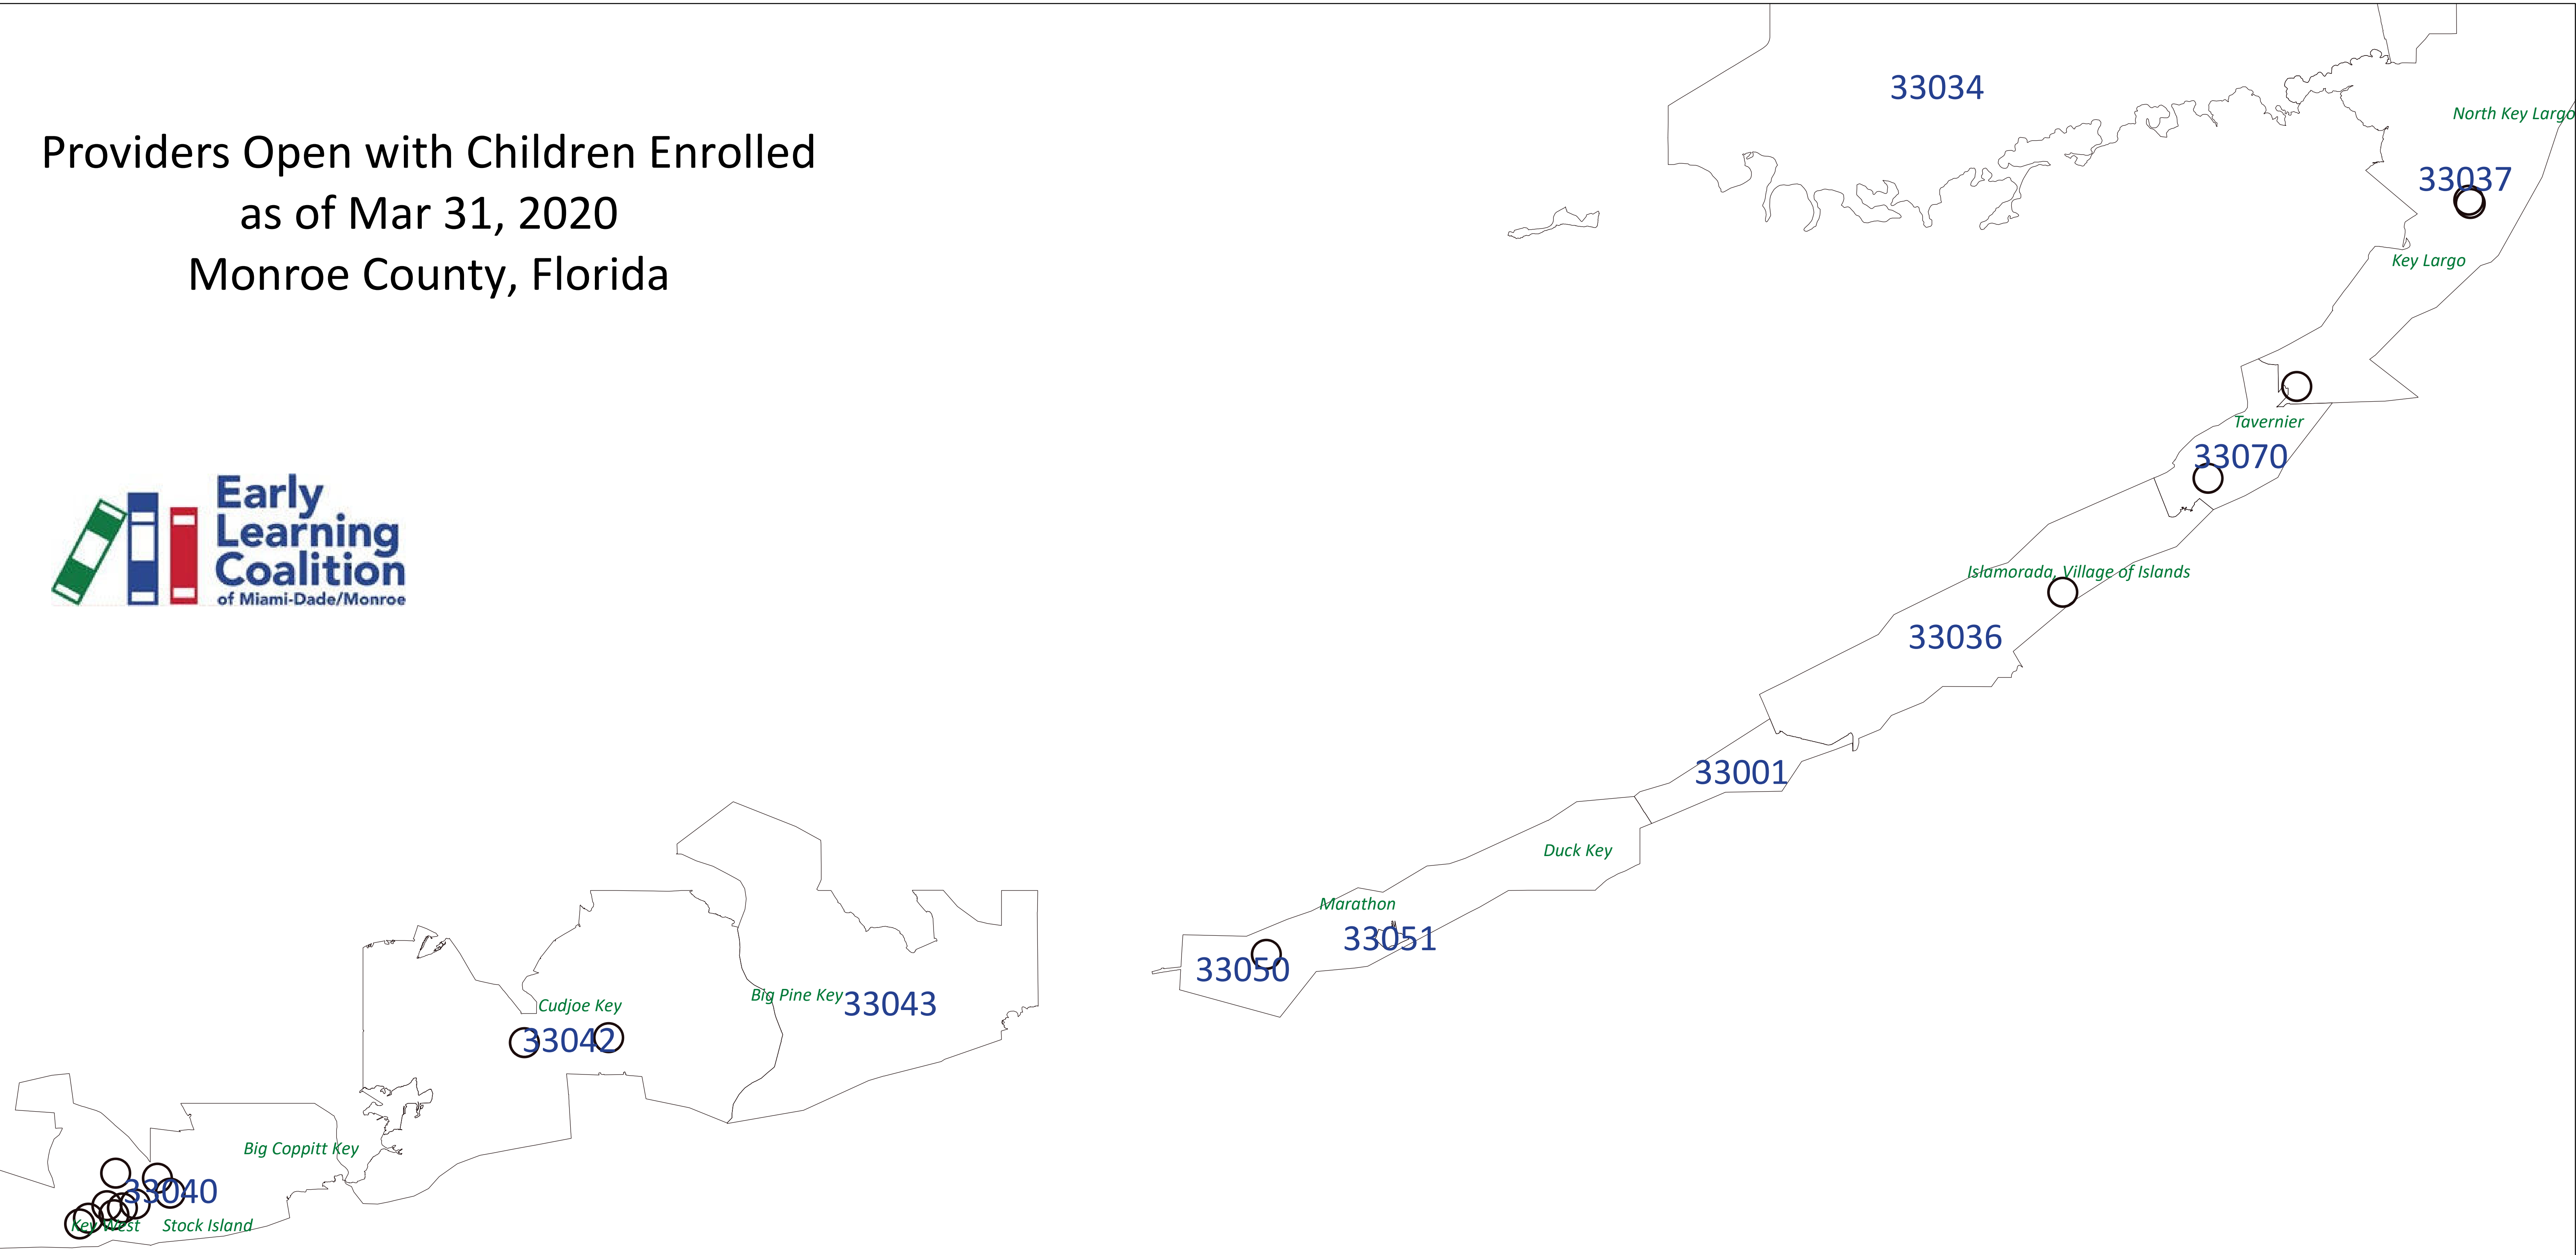 Providers Open with Children Enrolled
as of Mar 31, 2020
Monroe County, Florida
Early
Learning
Coalition
of Miami-Dade/Monroe
33034
North Key Largo
33037
Key Largo
Tavernier
33070
Islamorada, Village of Islands
33036
33001
Duck Key
Marathon
33051
33050
Big Pine Key
33043
Cudjoe Key
33042
Big Coppitt Key
33040
Key West
Stock Island